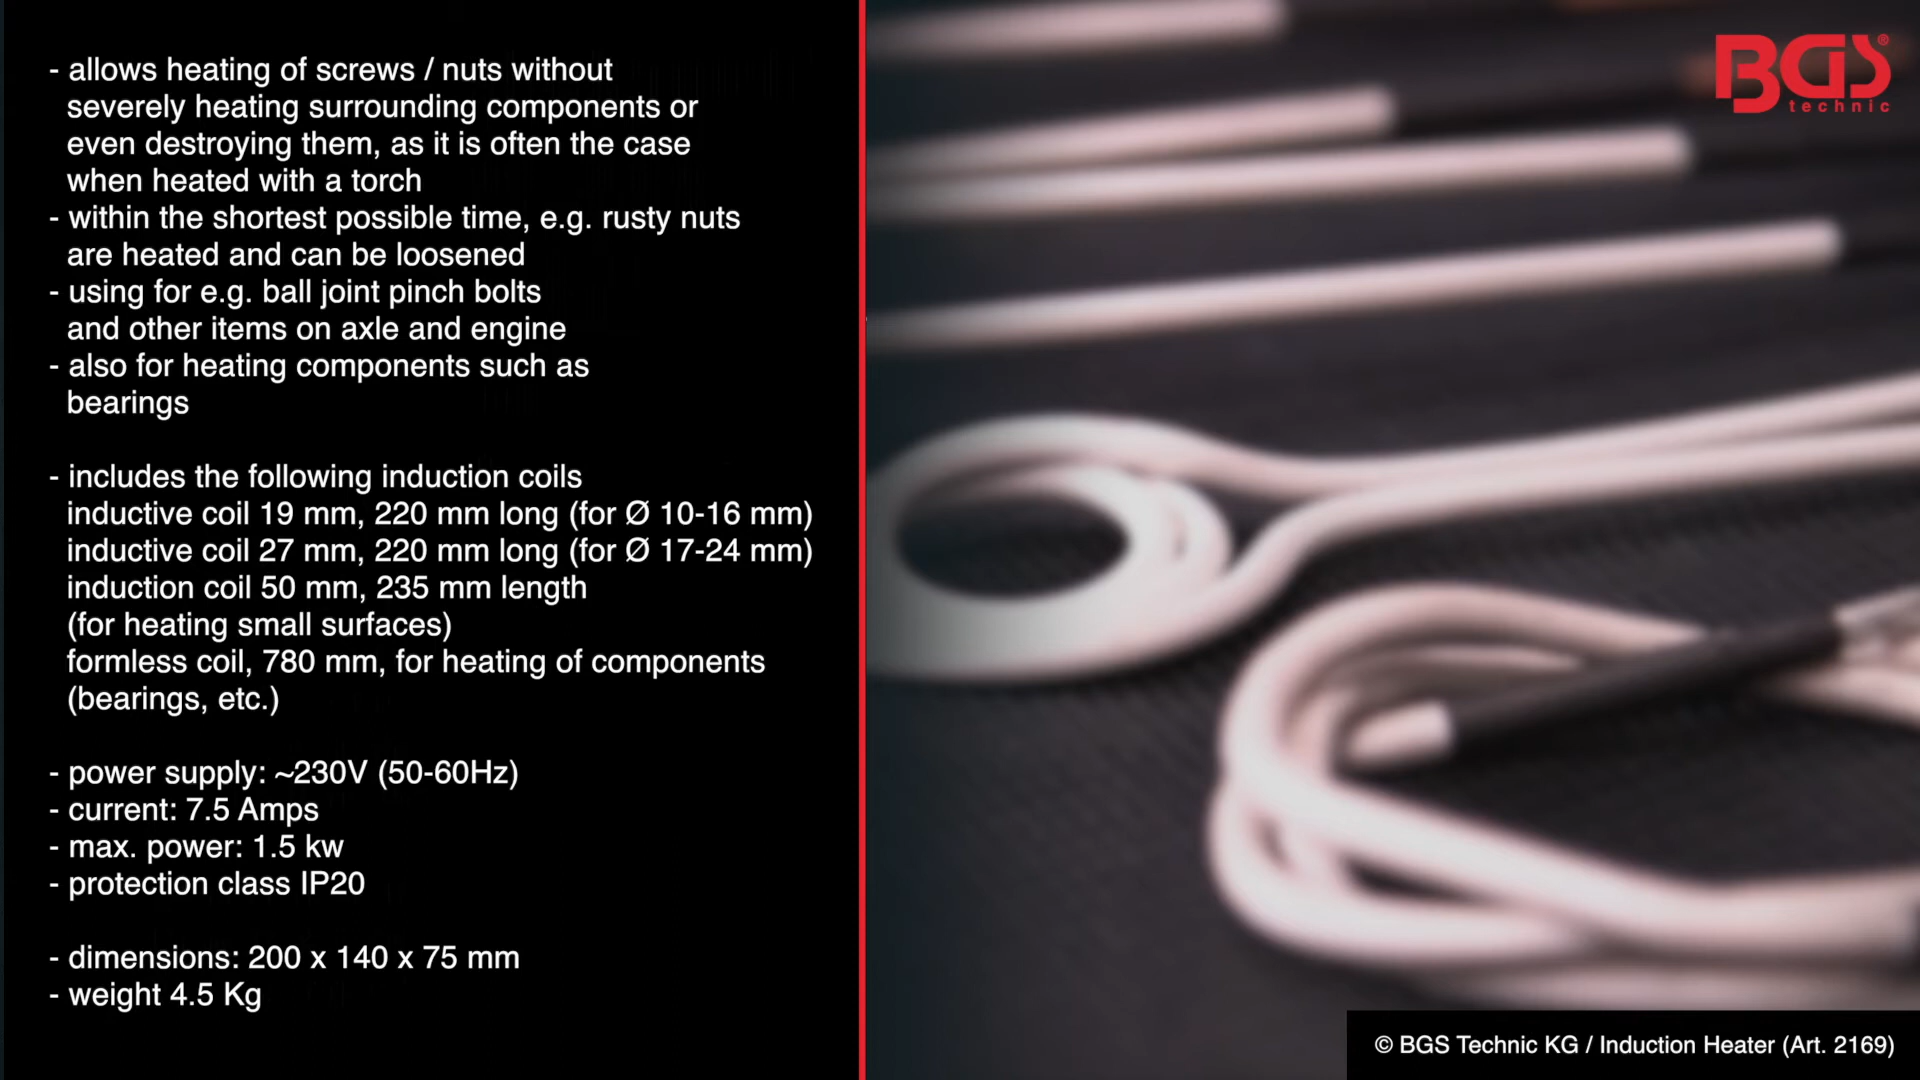 - allows heating of screws / nuts without
severely heating surrounding components or
even destroying them, as it is often the case
when heated with a torch
- within the shortest possible time, e.g. rusty nuts
are heated and can be loosened
- using for e.g. ball joint pinch bolts
and other items on axle and engine
- also for heating components such as
bearings
- includes the following induction coils
inductive coil 19 mm, 220 mm long (for Ø 10-16 mm)
inductive coil 27 mm, 220 mm long (for Ø 17-24 mm)
induction coil 50 mm, 235 mm length
(for heating small surfaces)
formless coil, 780 mm, for heating of components
(bearings, etc.)
- power supply: ~230V (50-60Hz)
- current: 7.5 Amps
- max. power: 1.5 kw
- protection class IP20
- dimensions: 200 x 140 x 75 mm
- weight 4.5 Kg
BGS®
technic
© BGS Technic KG / Induction Heater (Art. 2169)